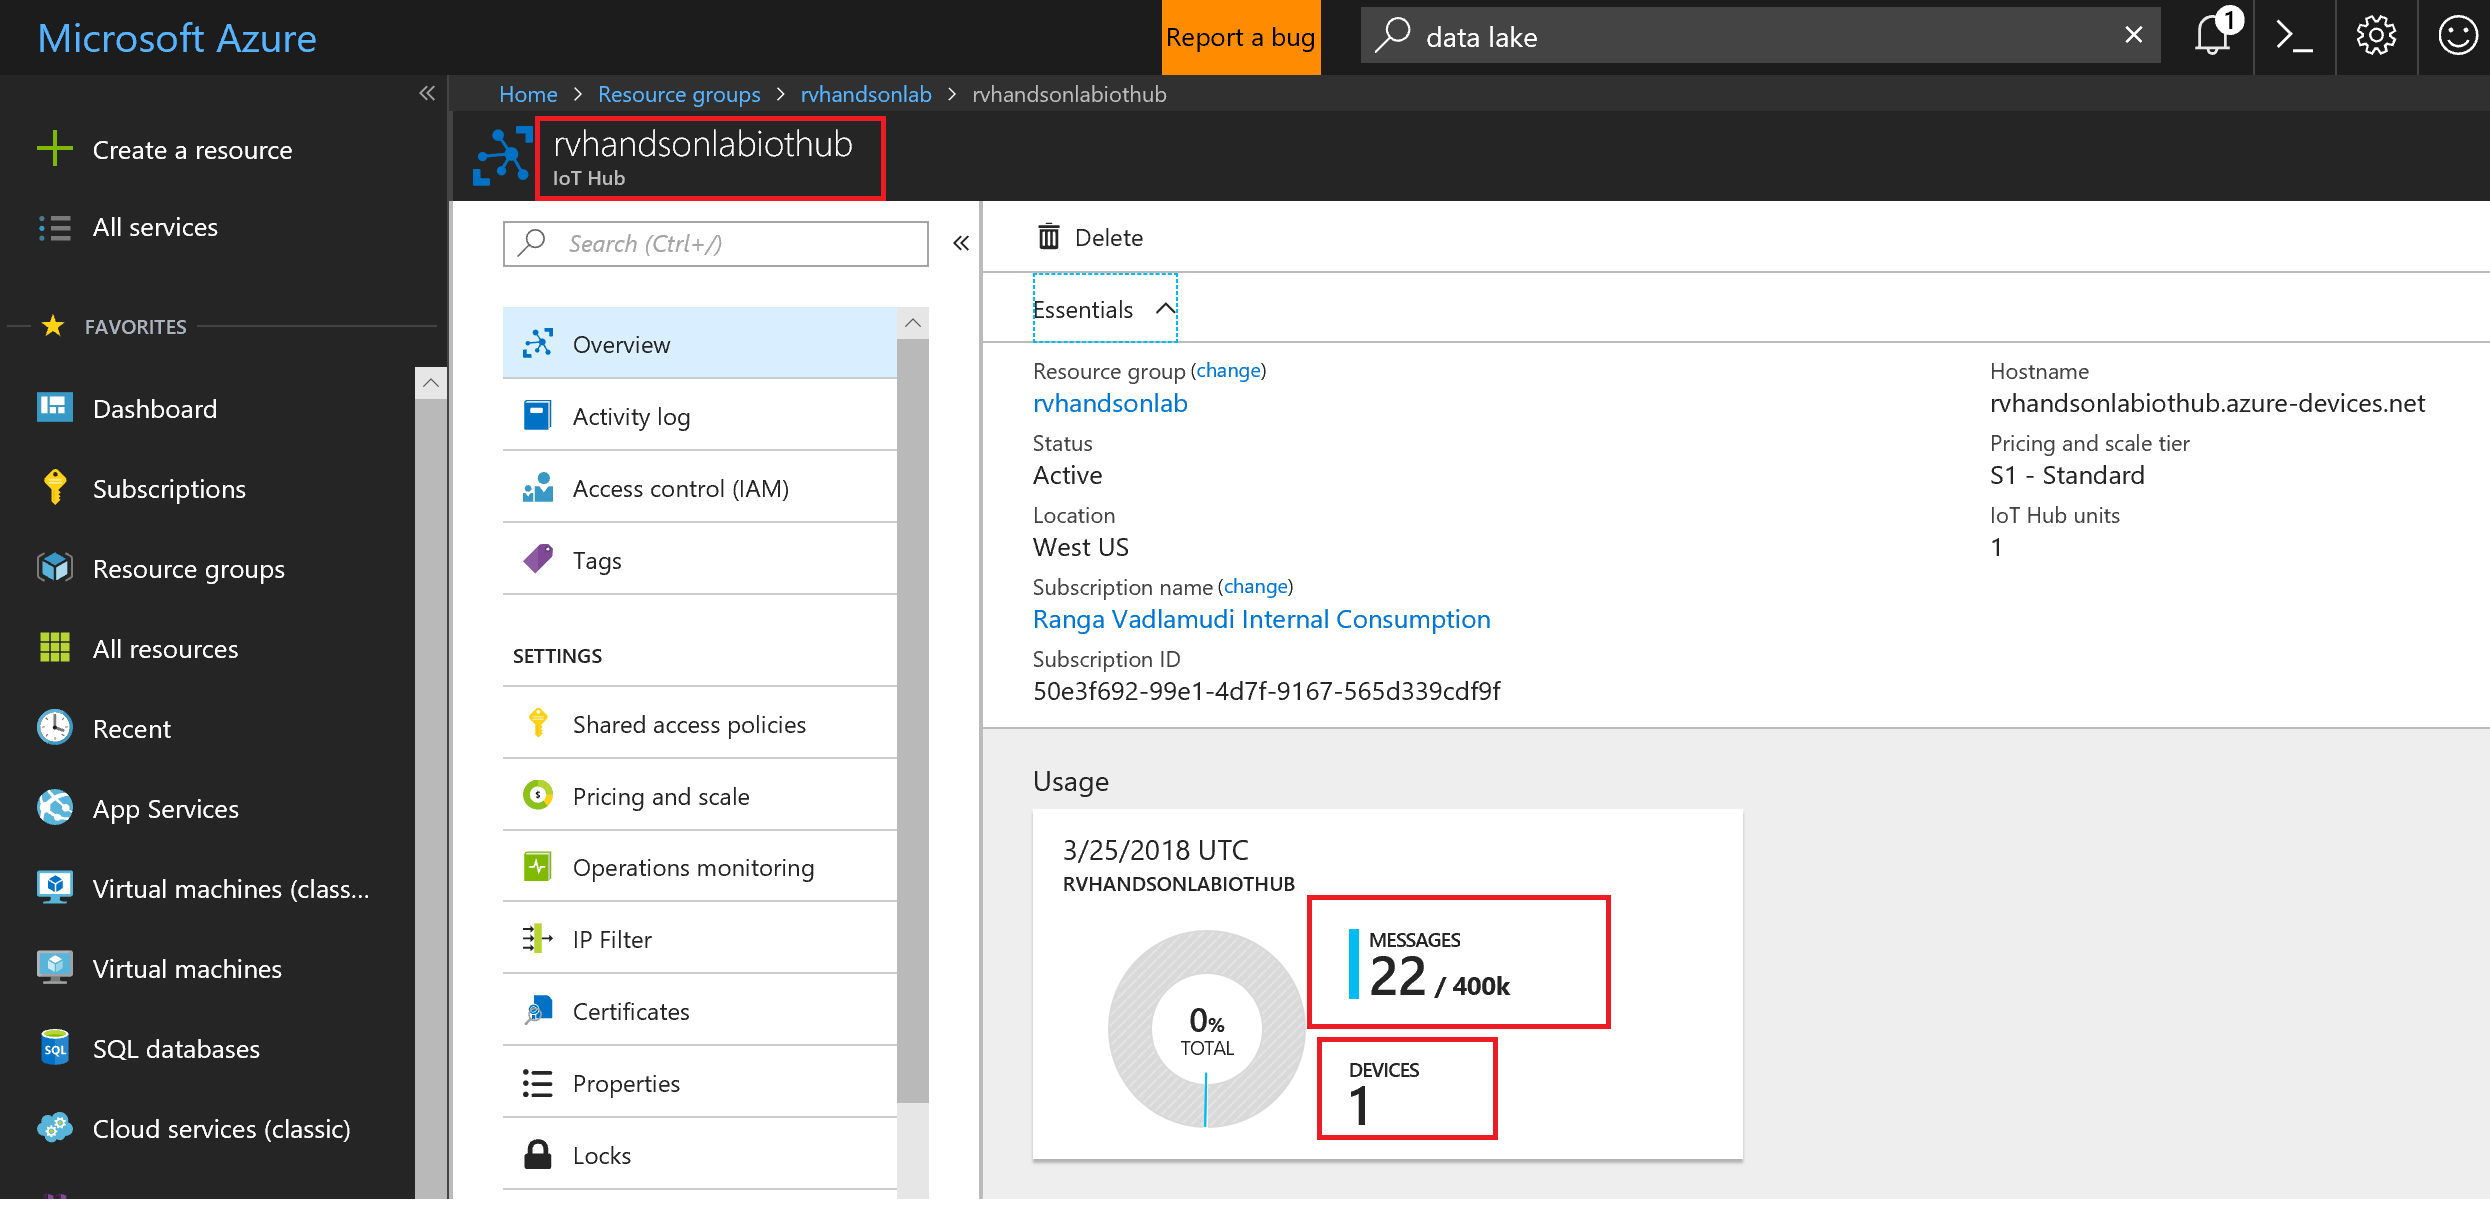 Microsoft Azure
Report a bug
data lake
1
Home > Resource groups > rvhandsonlab > rvhandsonlabiothub
rvhandsonlabiothub
IoT Hub
Create a resource
All services
FAVORITES
Dashboard
Subscriptions
Resource groups
All resources
Recent
App Services
Virtual machines (class...
Virtual machines
SQL
SQL databases
Cloud services (classic)
Search (Ctrl+/)
Overview
Activity log
Access control (IAM)
Tags
SETTINGS
Shared access policies
Pricing and scale
Operations monitoring
IP Filter
Certificates
Properties
Locks
Delete
Essentials
Resource group (change)
rvhandsonlab
Status
Active
Location
West US
Subscription name (change)
Ranga Vadlamudi Internal Consumption
Subscription ID
50e3f692-99e1-4d7f-9167-565d339cdf9f
Hostname
rvhandsonlabiothub.azure-devices.net
Pricing and scale tier
S1 - Standard
IoT Hub units
1
Usage
3/25/2018 UTC
RVHANDSONLABIOTHUB
0%
TOTAL
MESSAGES
22 / 400k
DEVICES
1